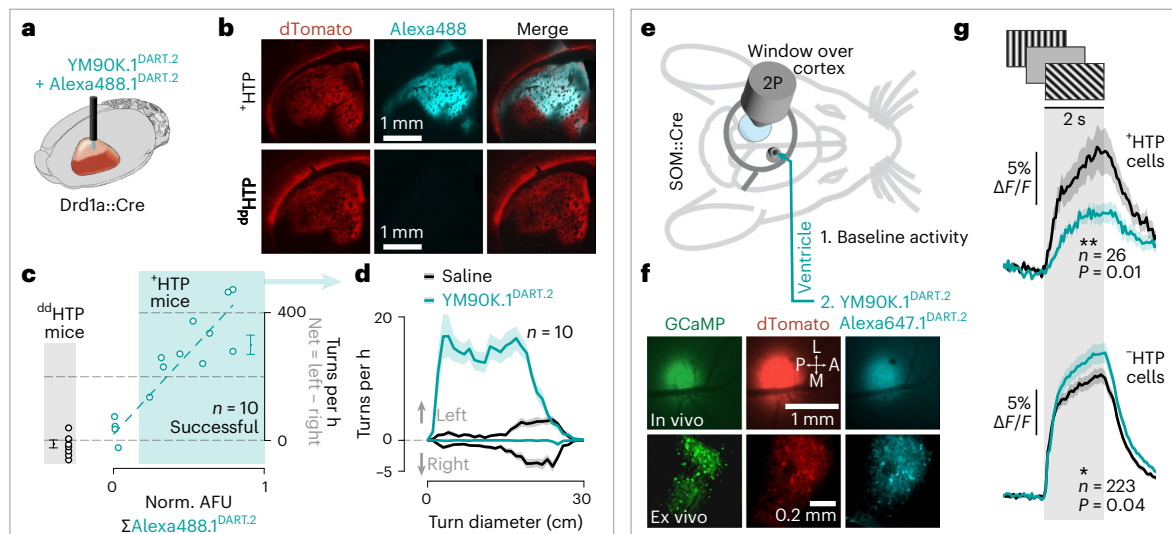 a
YM90K.1DART.2
+ Alexa488.1DART.2
Drd1a::Cre
b
dTomato
Alexa488
Merge
+HTP
1 mm
1 mm
ddHTP
1 mm
1 mm
c
ddHTP
mice
+HTP
mice
400
0
Turns per h
Net = left − right
n = 10
Successful
0
1
Norm. AFU
ΣAlexa488.1DART.2
d
Saline
YM90K.1DART.2
20
n = 10
Turns per h
Left
0
Right
−5
0
30
Turn diameter (cm)
e
Window over
cortex
2P
SOM::Cre
Ventricle
1. Baseline activity
2. YM90K.1DART.2
Alexa647.1DART.2
f
GCaMP
dTomato
L
P
A
M
In vivo
1 mm
Ex vivo
0.2 mm
g
2 s
+HTP
cells
5%
ΔF/F
**
n = 26
P = 0.01
−HTP
cells
5%
ΔF/F
*
n = 223
P = 0.04